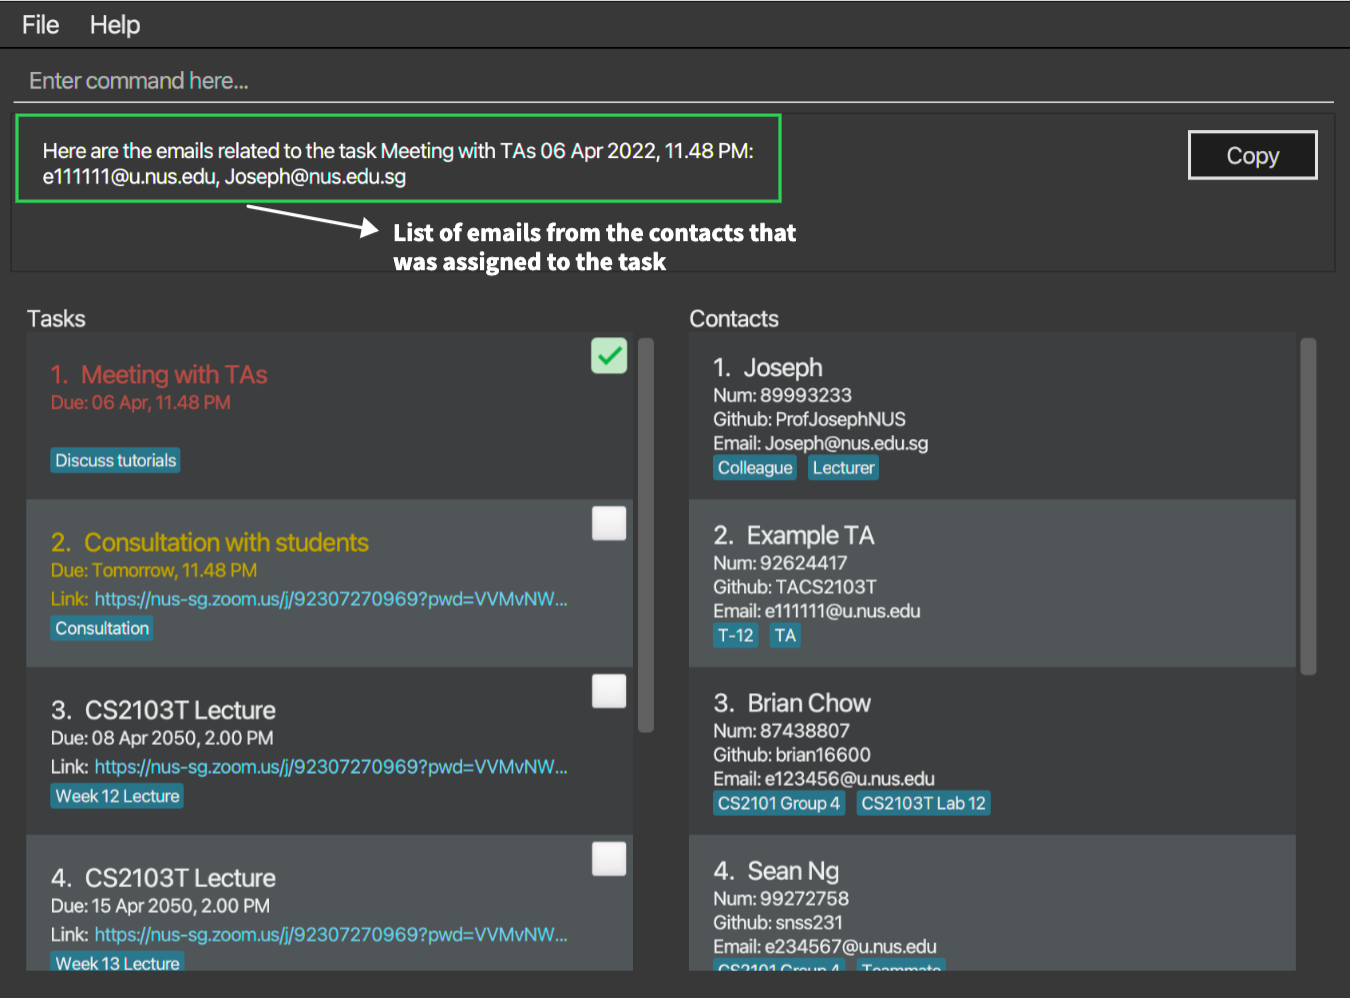 File Help
Enter command here...
Here are the emails related to the task Meeting with TAs 06 Apr 2022, 11.48 PM:
e111111@u.nus.edu, Joseph@nus.edu.sg
Copy
List of emails from the contacts that
was assigned to the task
Tasks
1. Meeting with TAs
Due: 06 Apr, 11.48 PM
Discuss tutorials
2. Consultation with students
Due: Tomorrow, 11.48 PM
Link: https://nus-sg.zoom.us/j/92307270969?pwd=VVMvNW...
Consultation
3. CS2103T Lecture
Due: 08 Apr 2050, 2.00 PM
Link: https://nus-sg.zoom.us/j/92307270969?pwd=VVMvNW...
Week 12 Lecture
4. CS2103T Lecture
Due: 15 Apr 2050, 2.00 PM
Link: https://nus-sg.zoom.us/j/92307270969?pwd=VVMvNW...
Week 13 Lecture
Contacts
1. Joseph
Num: 89993233
Github: ProfJosephNUS
Email: Joseph@nus.edu.sg
Colleague Lecturer
2. Example TA
Num: 92624417
Github: TACS2103T
Email: e111111@u.nus.edu
T-12 TA
3. Brian Chow
Num: 87438807
Github: brian16600
Email: e123456@u.nus.edu
CS2101 Group 4 CS2103T Lab 12
4. Sean Ng
Num: 99272758
Github: snss231
Email: e234567@u.nus.edu
CS2101 Group 4 Teammate